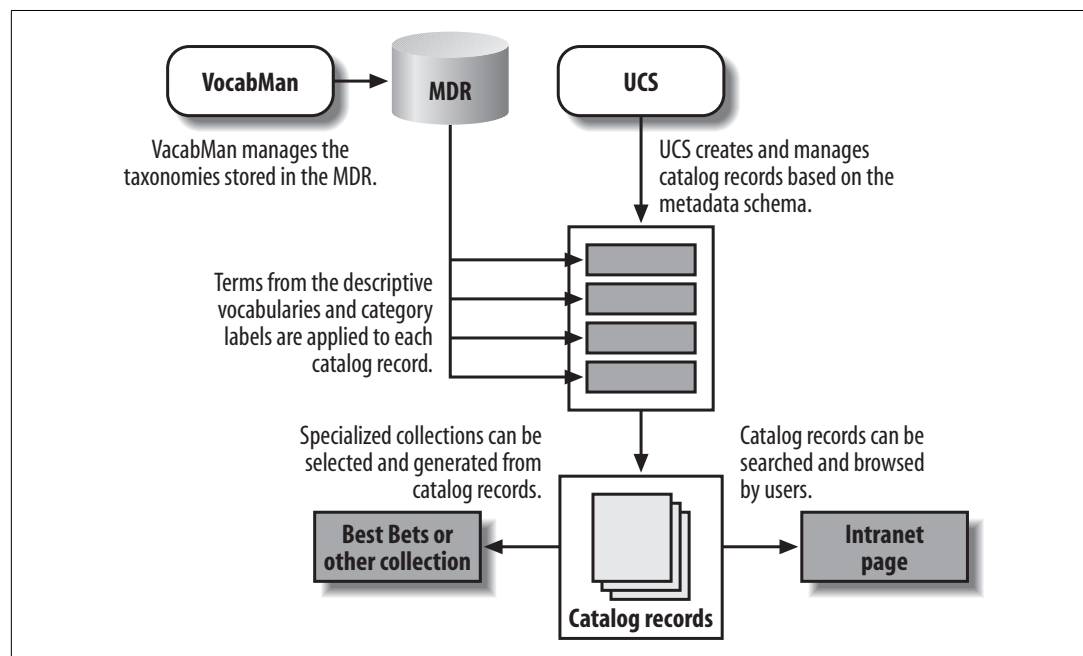 VocabMan
MDR
UCS
VacabMan manages the
taxonomies stored in the MDR.
UCS creates and manages
catalog records based on the
metadata schema.
Terms from the descriptive
vocabularies and category
labels are applied to each
catalog record.
Specialized collections can be
selected and generated from
catalog records.
Catalog records can be
searched and browsed
by users.
Best Bets or
other collection
Intranet
page
Catalog records